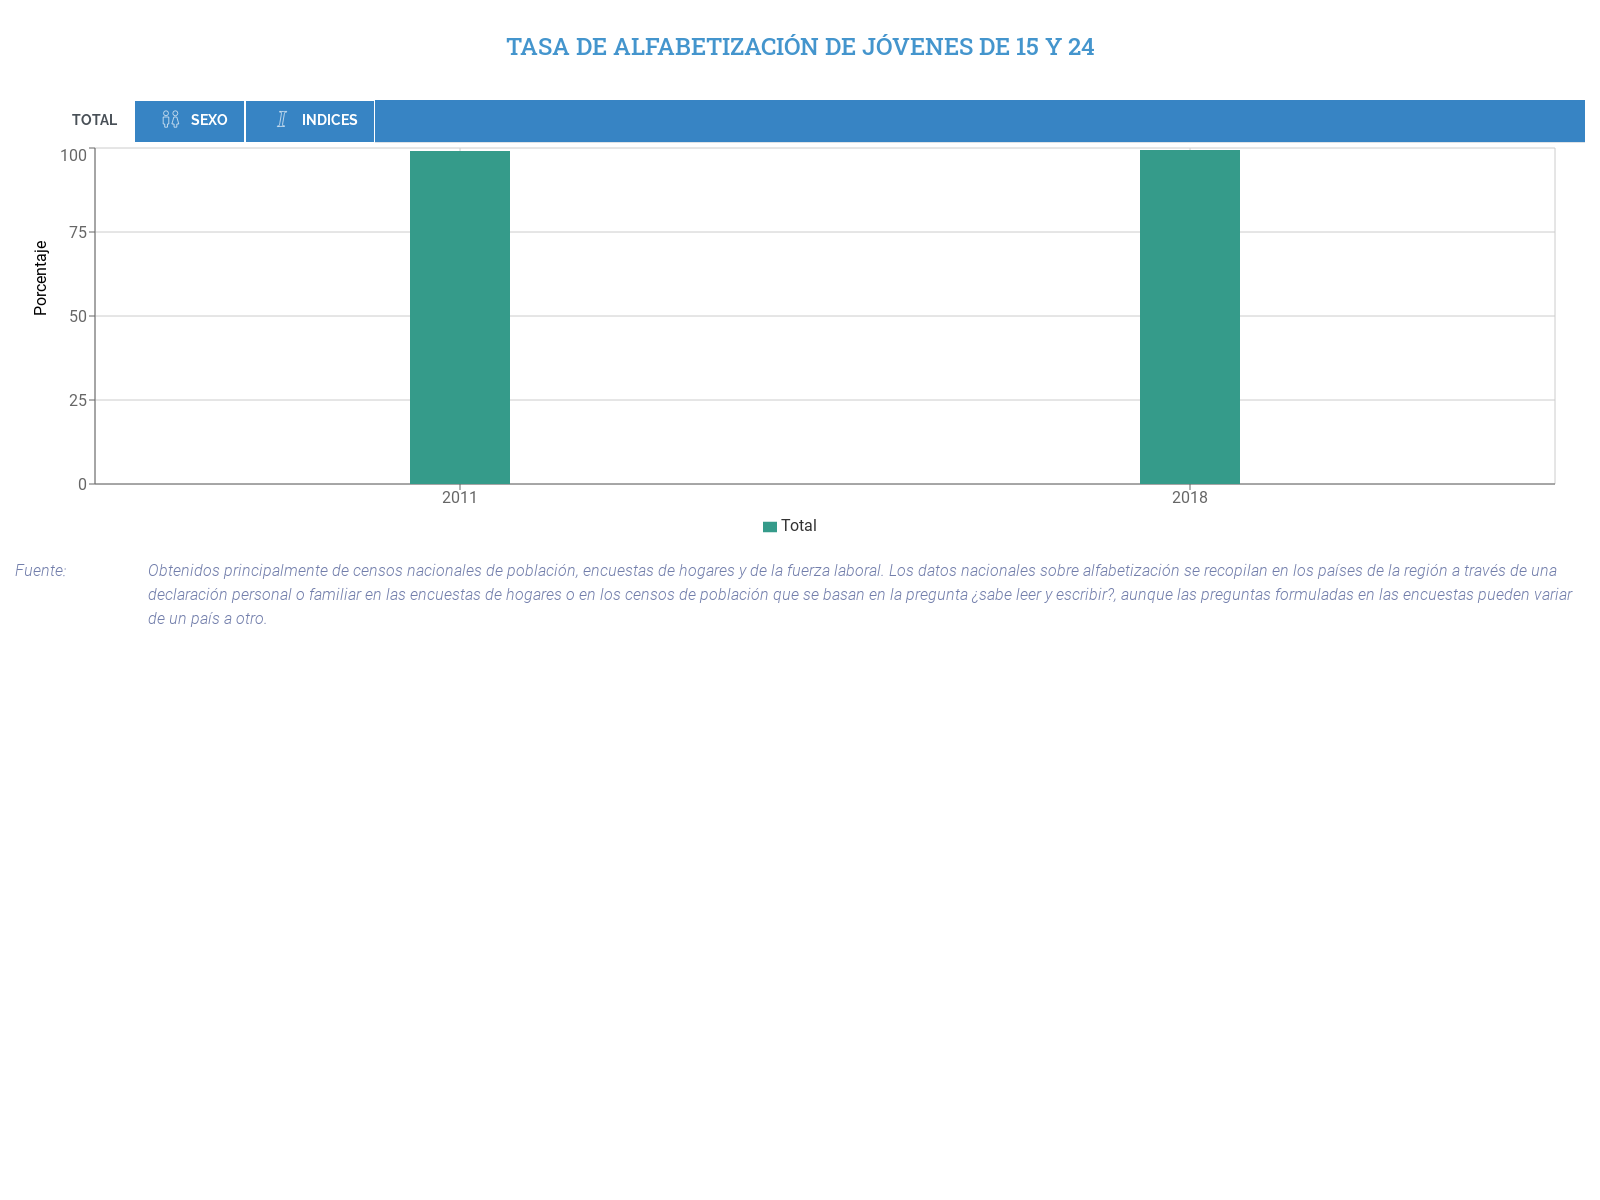 TASA DE ALFABETIZACIÓN DE JÓVENES DE 15 Y 24
TOTAL SEXO INDICES
100
75
50
25
0
Porcentaje
2011 2018
Total
Fuente: Obtenidos principalmente de censos nacionales de población, encuestas de hogares y de la fuerza laboral. Los datos nacionales sobre alfabetización se recopilan en los países de la región a través de una
declaración personal o familiar en las encuestas de hogares o en los censos de población que se basan en la pregunta ¿sabe leer y escribir?, aunque las preguntas formuladas en las encuestas pueden variar
de un país a otro.